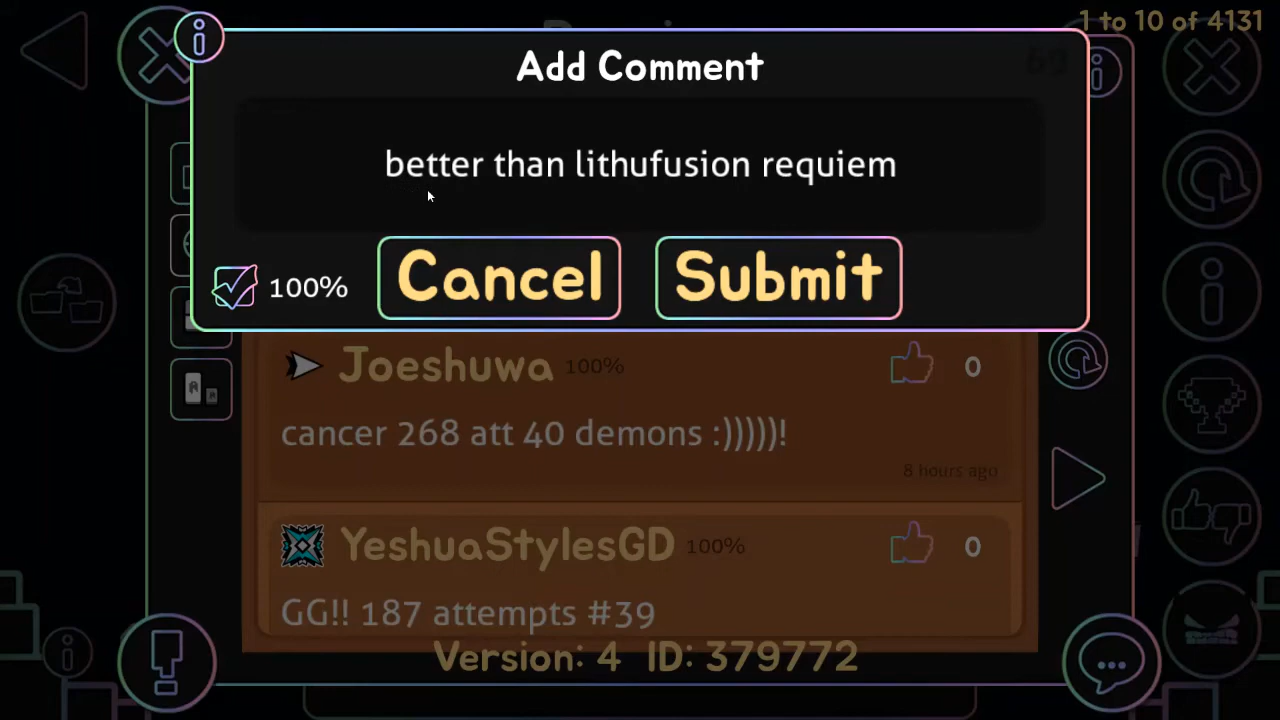 1 to 10 of 4131
Add Comment
better than lithufusion requiem
100%
Cancel
Submit
Joeshuwa 100%
0
cancer 268 att 40 demons :)))))!
8 hours ago
YeshuaStylesGD 100%
0
GG!! 187 attempts #39
Version: 4 ID: 379772